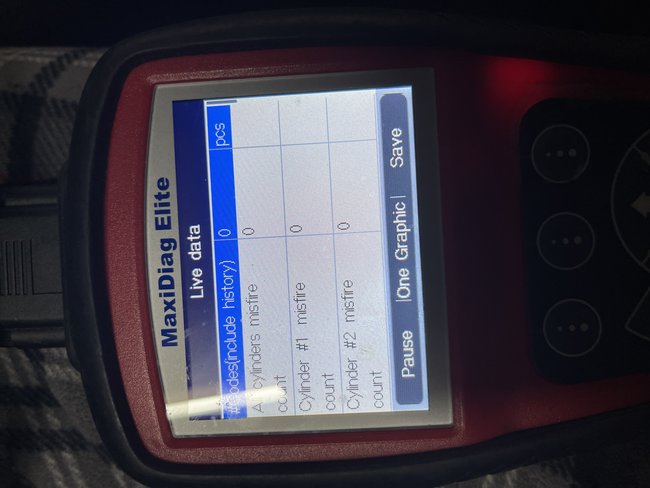 MaxiDiag Elite
Live data
#codes(include history) 0 pcs
All cylinders misfire 0
count
Cylinder #1 misfire 0
count
Cylinder #2 misfire 0
count
Pause |One Graphic| Save